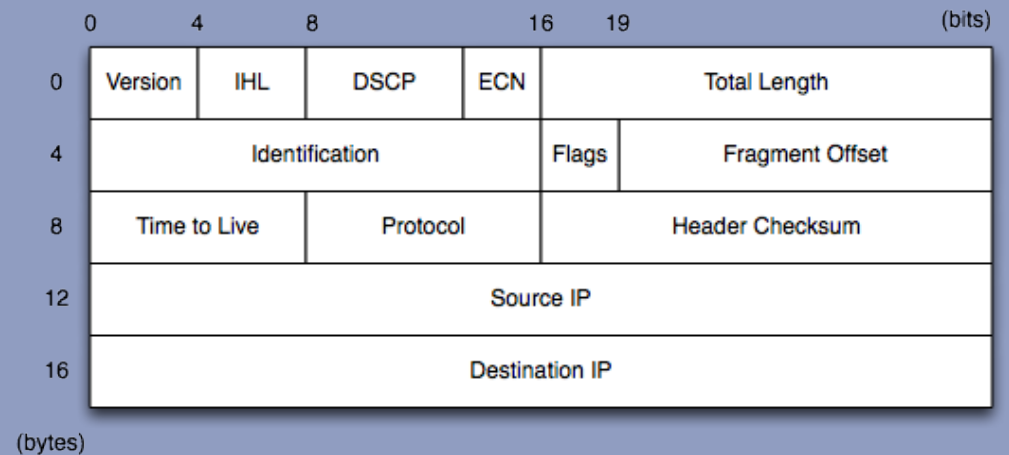 0 4 8 16 19 (bits)
0 Version IHL DSCP ECN Total Length
4 Identification Flags Fragment Offset
8 Time to Live Protocol Header Checksum
12 Source IP
16 Destination IP
(bytes)